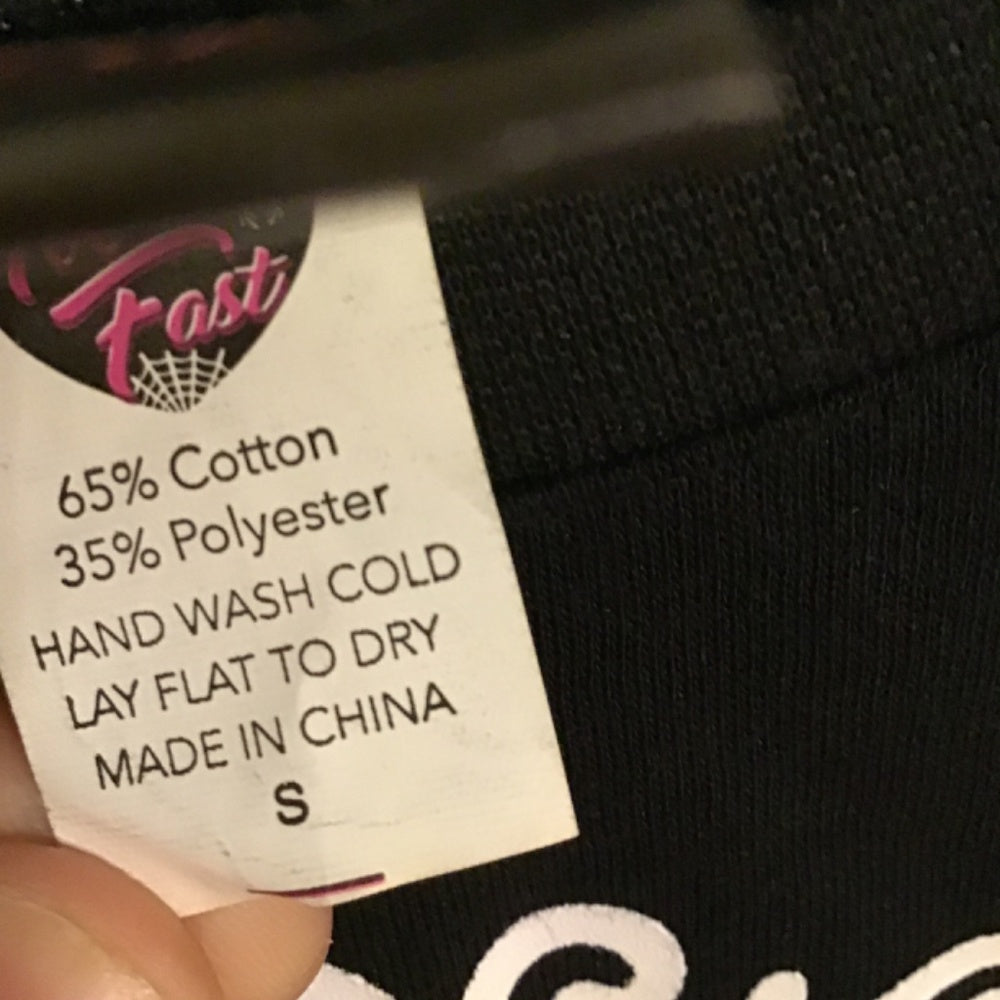 Fast
65% Cotton
35% Polyester
HAND WASH COLD
LAY FLAT TO DRY
MADE IN CHINA
S